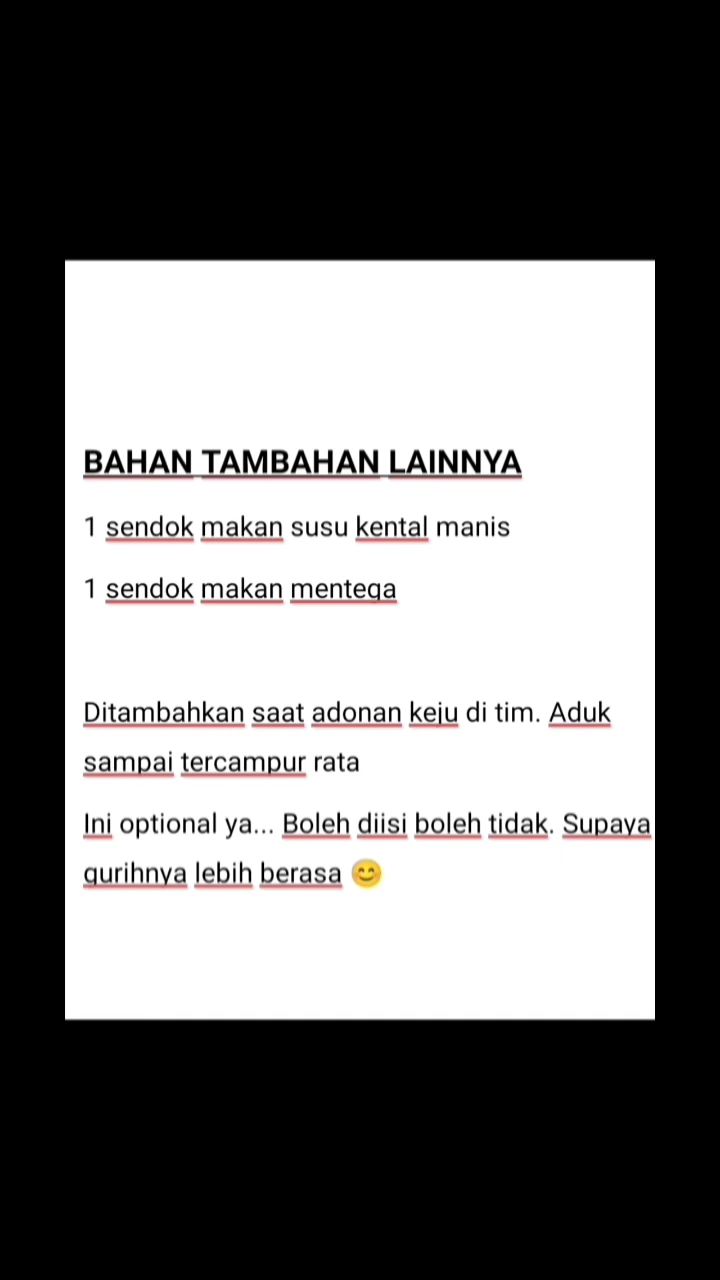 BAHAN TAMBAHAN LAINNYA
1 sendok makan susu kental manis
1 sendok makan mentega
Ditambahkan saat adonan keju di tim. Aduk
sampai tercampur rata
Ini optional ya... Boleh diisi boleh tidak. Supaya
gurihnya lebih berasa 😊